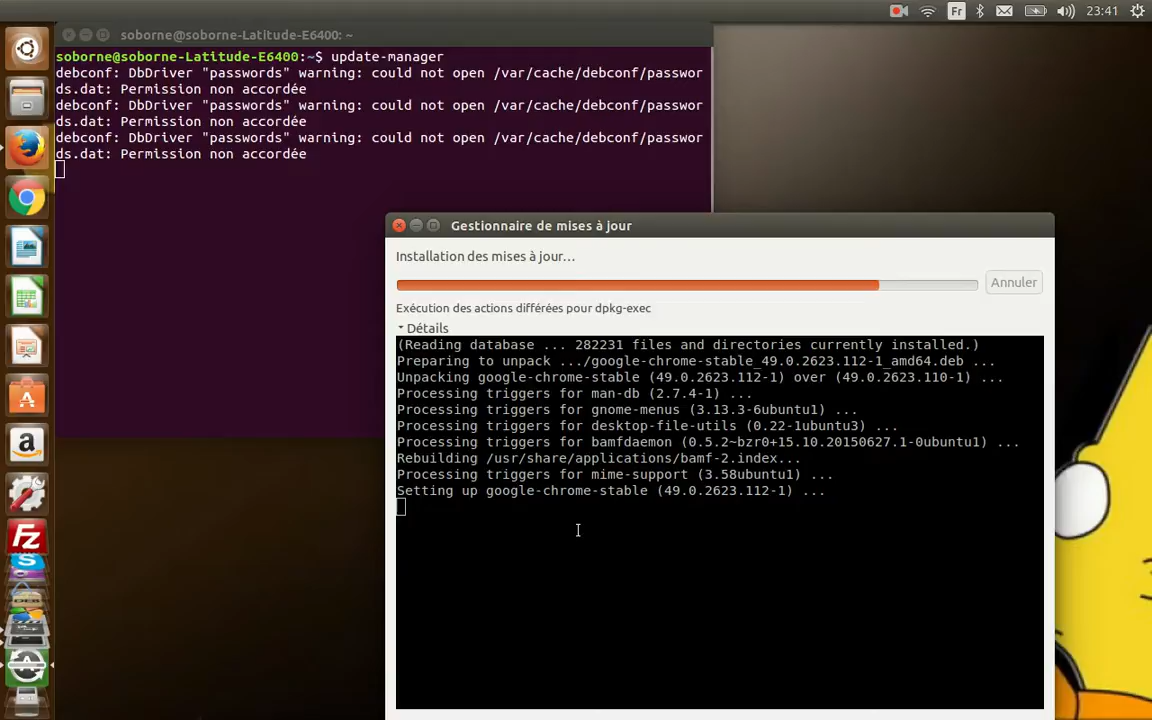 Fr
23:41
soborne@soborne-Latitude-E6400: ~
soborne@soborne-Latitude-E6400:~$ update-manager
debconf: DbDriver "passwords" warning: could not open /var/cache/debconf/passwor
ds.dat: Permission non accordée
debconf: DbDriver "passwords" warning: could not open /var/cache/debconf/passwor
ds.dat: Permission non accordée
debconf: DbDriver "passwords" warning: could not open /var/cache/debconf/passwor
ds.dat: Permission non accordée
Gestionnaire de mises à jour
Installation des mises à jour…
Annuler
Exécution des actions différées pour dpkg-exec
Détails
(Reading database ... 282231 files and directories currently installed.)
Preparing to unpack .../google-chrome-stable_49.0.2623.112-1_amd64.deb ...
Unpacking google-chrome-stable (49.0.2623.112-1) over (49.0.2623.110-1) ...
Processing triggers for man-db (2.7.4-1) ...
Processing triggers for gnome-menus (3.13.3-6ubuntu1) ...
Processing triggers for desktop-file-utils (0.22-1ubuntu3) ...
Processing triggers for bamfdaemon (0.5.2~bzr0+15.10.20150627.1-0ubuntu1) ...
Rebuilding /usr/share/applications/bamf-2.index...
Processing triggers for mime-support (3.58ubuntu1) ...
Setting up google-chrome-stable (49.0.2623.112-1) ...
a
FZ
S